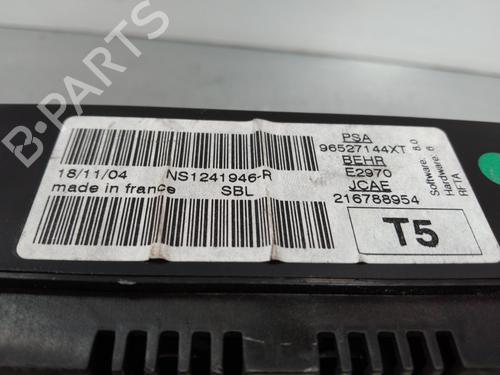 B-PARTS
18/11/04
NS1241946-R
made in france
SBL
PSA
96527144XT
BEHR
E2970
JCAE
216788954
T5
Software. 8.0
Hardware. 6
RFTA